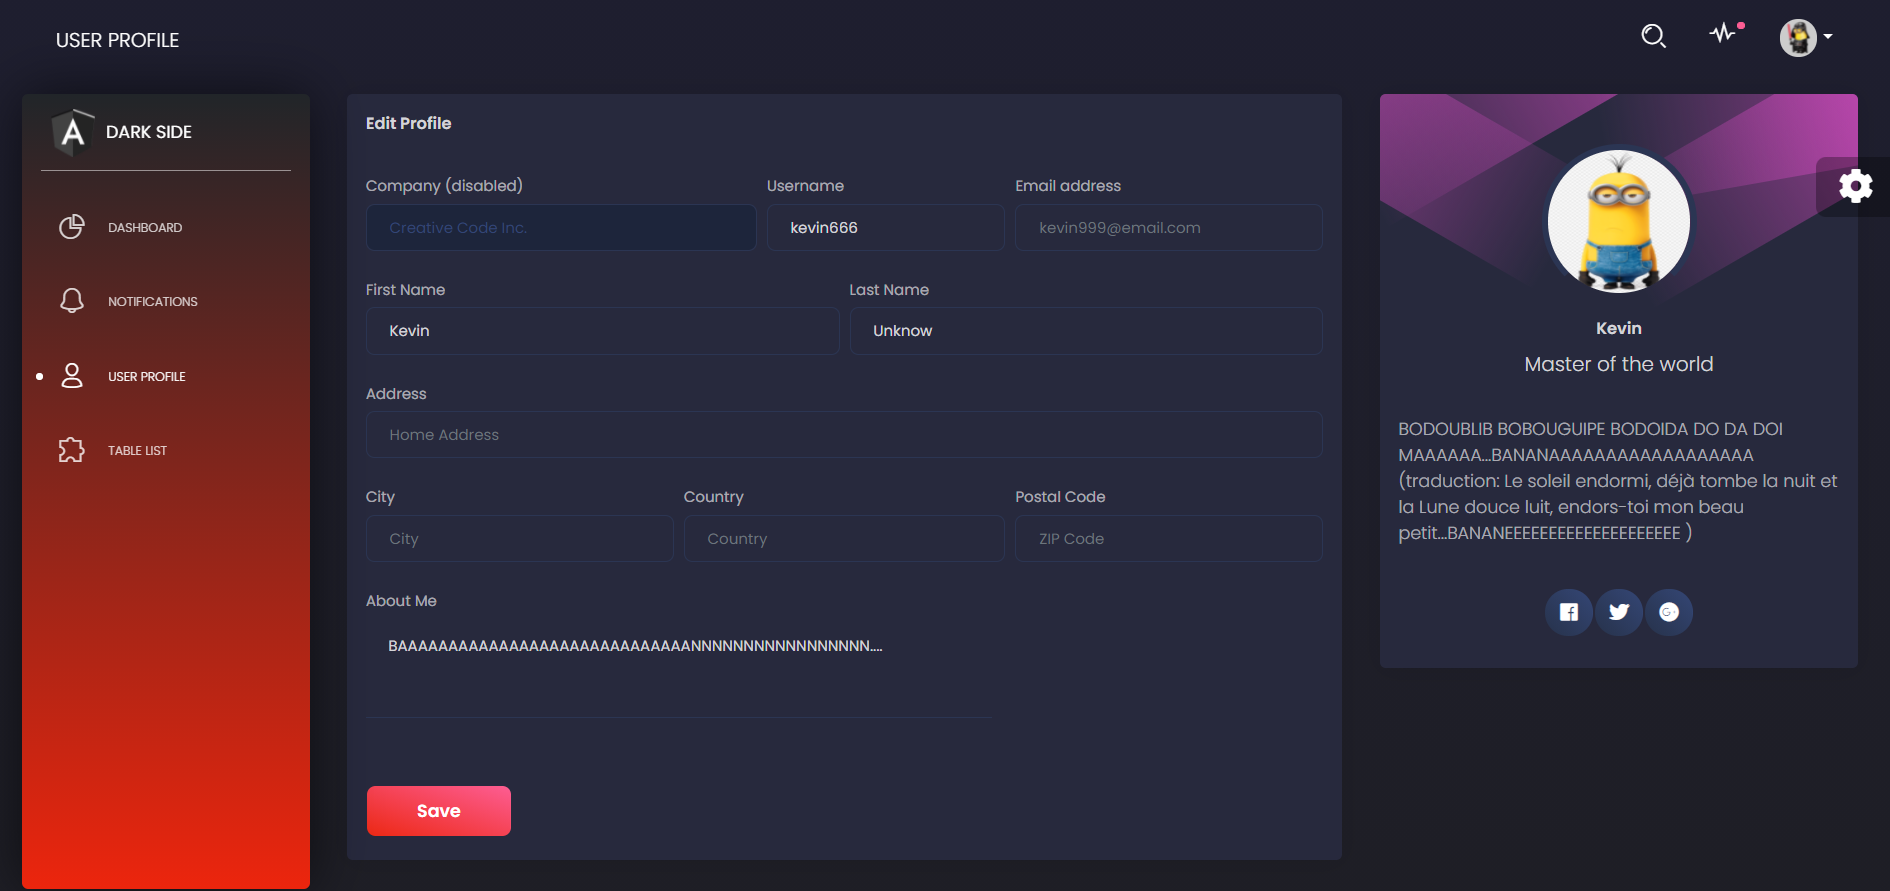 USER PROFILE
DARK SIDE
DASHBOARD
NOTIFICATIONS
USER PROFILE
TABLE LIST
Edit Profile
Company (disabled) Username Email address
Creative Code Inc. kevin666 kevin999@email.com
First Name Last Name
Kevin Unknow
Address
Home Address
City Country Postal Code
City Country ZIP Code
About Me
BAAAAAAAAAAAAAAAAAAAAAAAAAAAAANNNNNNNNNNNNNNNNN....
Save
Kevin
Master of the world
BODOUBLIB BOBOUGUIPE BODOIDA DO DA DOI
MAAAAAA...BANANAAAAAAAAAAAAAAAAAA
(traduction: Le soleil endormi, déjà tombe la nuit et
la Lune douce luit, endors-toi mon beau
petit...BANANEEEEEEEEEEEEEEEEEEEE )